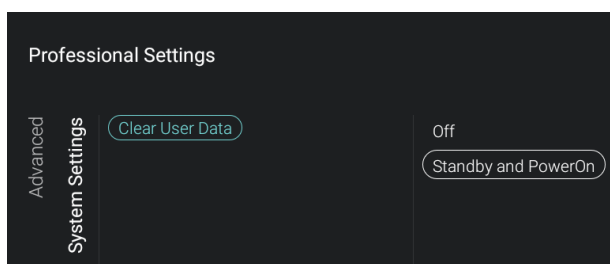 Professional Settings
Advanced
System Settings
Clear User Data
Off
Standby and PowerOn